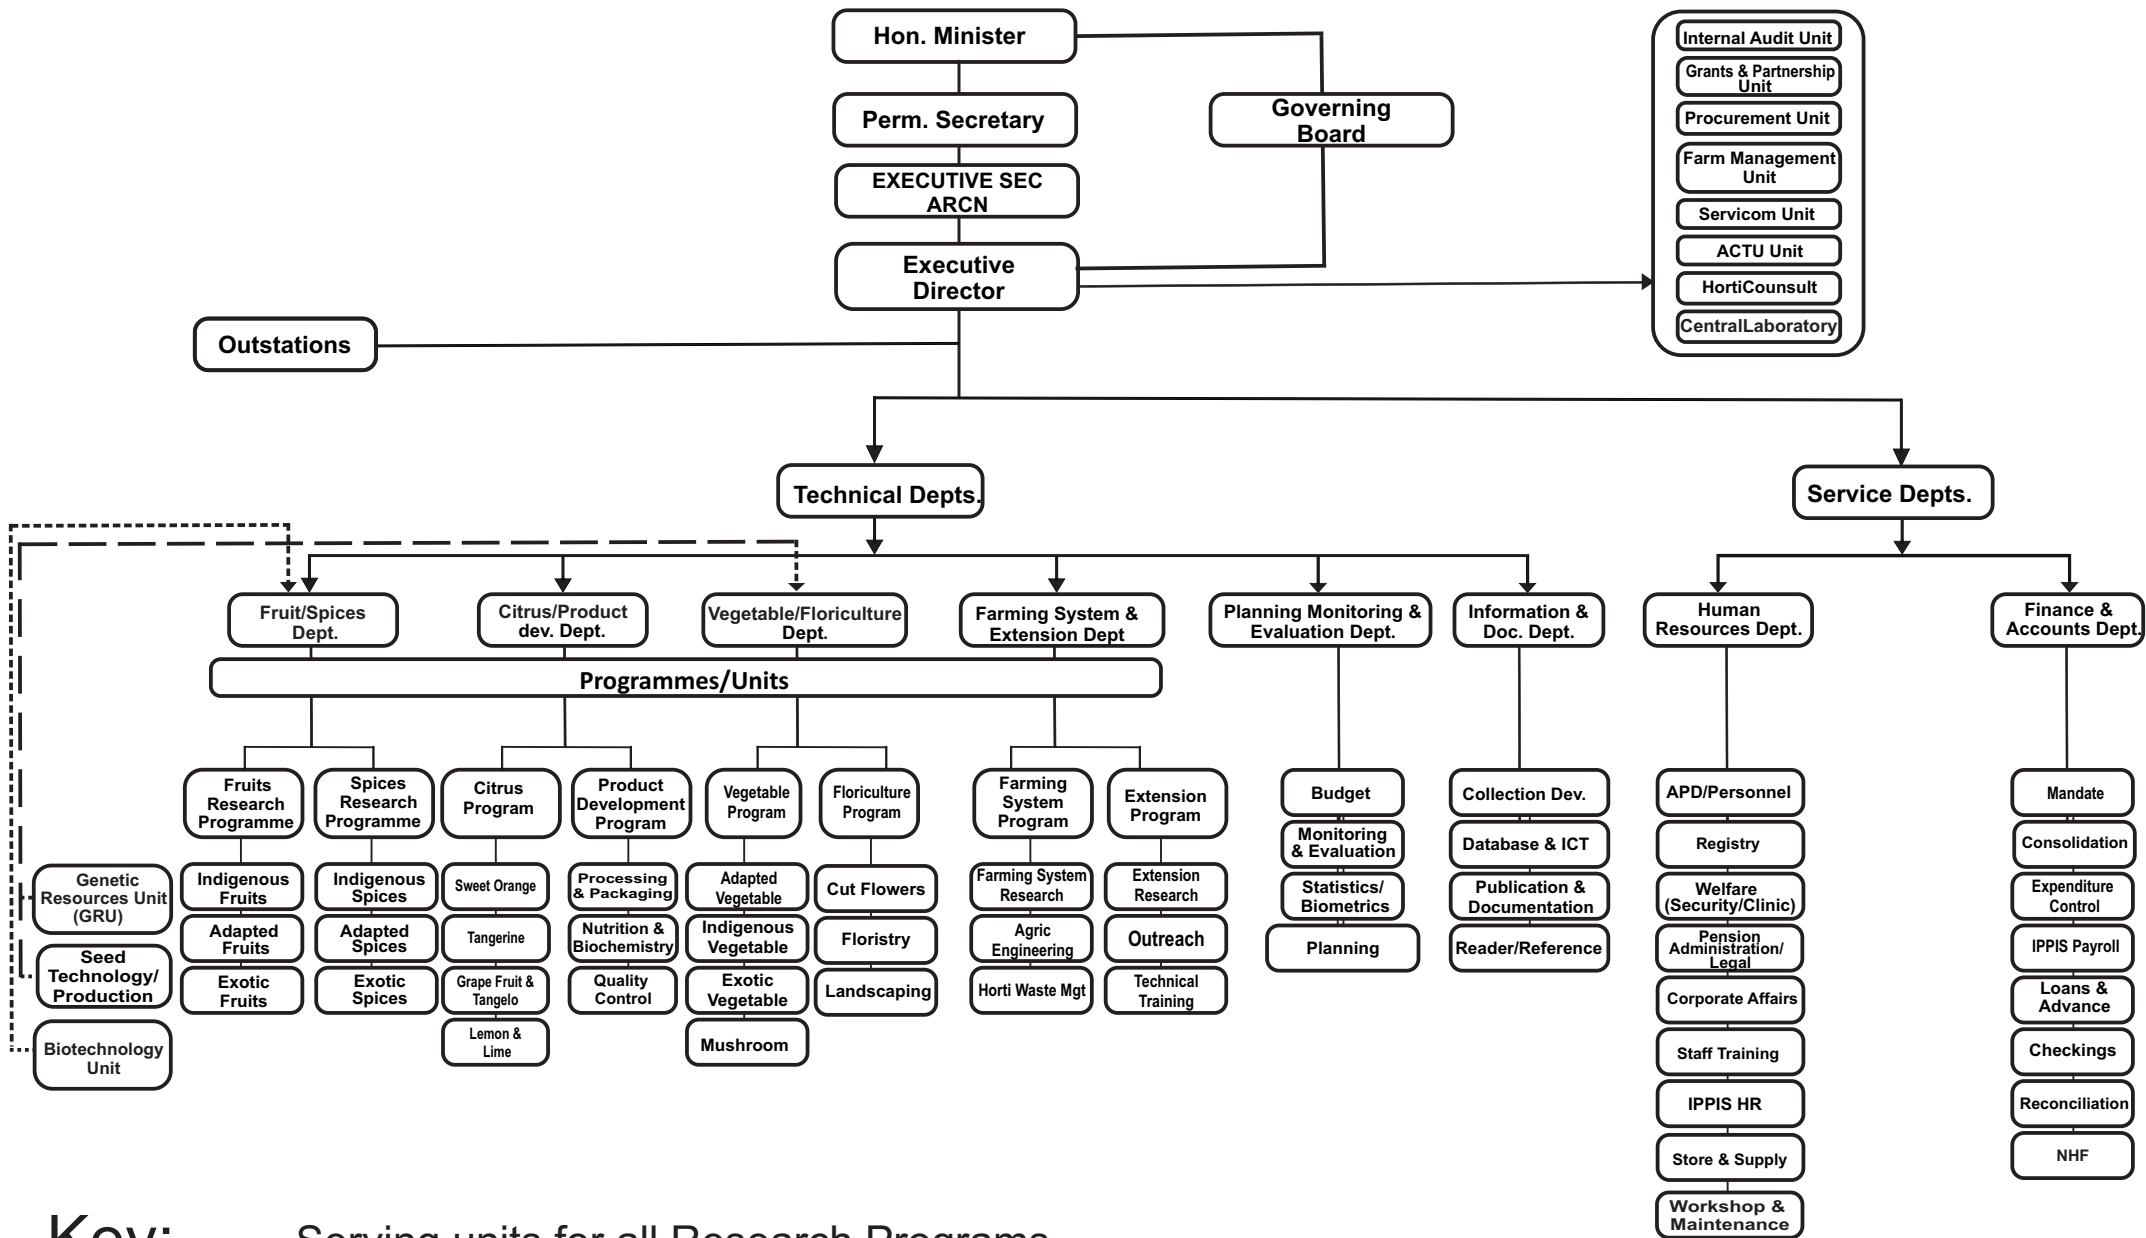 Hon. Minister
Perm. Secretary
EXECUTIVE SEC
ARCN
Executive
Director
Governing
Board
Internal Audit Unit
Grants & Partnership
Unit
Procurement Unit
Farm Management
Unit
Servicom Unit
ACTU Unit
HortiCounsult
CentralLaboratory
Outstations
Technical Depts.
Service Depts.
Fruit/Spices
Dept.
Citrus/Product
dev. Dept.
Vegetable/Floriculture
Dept.
Farming System &
Extension Dept
Planning Monitoring &
Evaluation Dept.
Information &
Doc. Dept.
Human
Resources Dept.
Finance &
Accounts Dept.
Programmes/Units
Fruits
Research
Programme
Spices
Research
Programme
Citrus
Program
Product
Development
Program
Vegetable
Program
Floriculture
Program
Farming
System
Program
Extension
Program
Genetic
Resources Unit
(GRU)
Seed
Technology/
Production
Biotechnology
Unit
Indigenous
Fruits
Adapted
Fruits
Exotic
Fruits
Indigenous
Spices
Adapted
Spices
Exotic
Spices
Sweet Orange
Tangerine
Grape Fruit &
Tangelo
Lemon &
Lime
Processing
& Packaging
Nutrition &
Biochemistry
Quality
Control
Adapted
Vegetable
Indigenous
Vegetable
Exotic
Vegetable
Mushroom
Cut Flowers
Floristry
Landscaping
Farming System
Research
Agric
Engineering
Horti Waste Mgt
Extension
Research
Outreach
Technical
Training
Budget
Monitoring
& Evaluation
Statistics/
Biometrics
Planning
Collection Dev.
Database & ICT
Publication &
Documentation
Reader/Reference
APD/Personnel
Registry
Welfare
(Security/Clinic)
Pension
Administration/
Legal
Corporate Affairs
Staff Training
IPPIS HR
Store & Supply
Workshop &
Maintenance
Mandate
Consolidation
Expenditure
Control
IPPIS Payroll
Loans &
Advance
Checkings
Reconciliation
NHF
Key: Serving units for all Research Programs